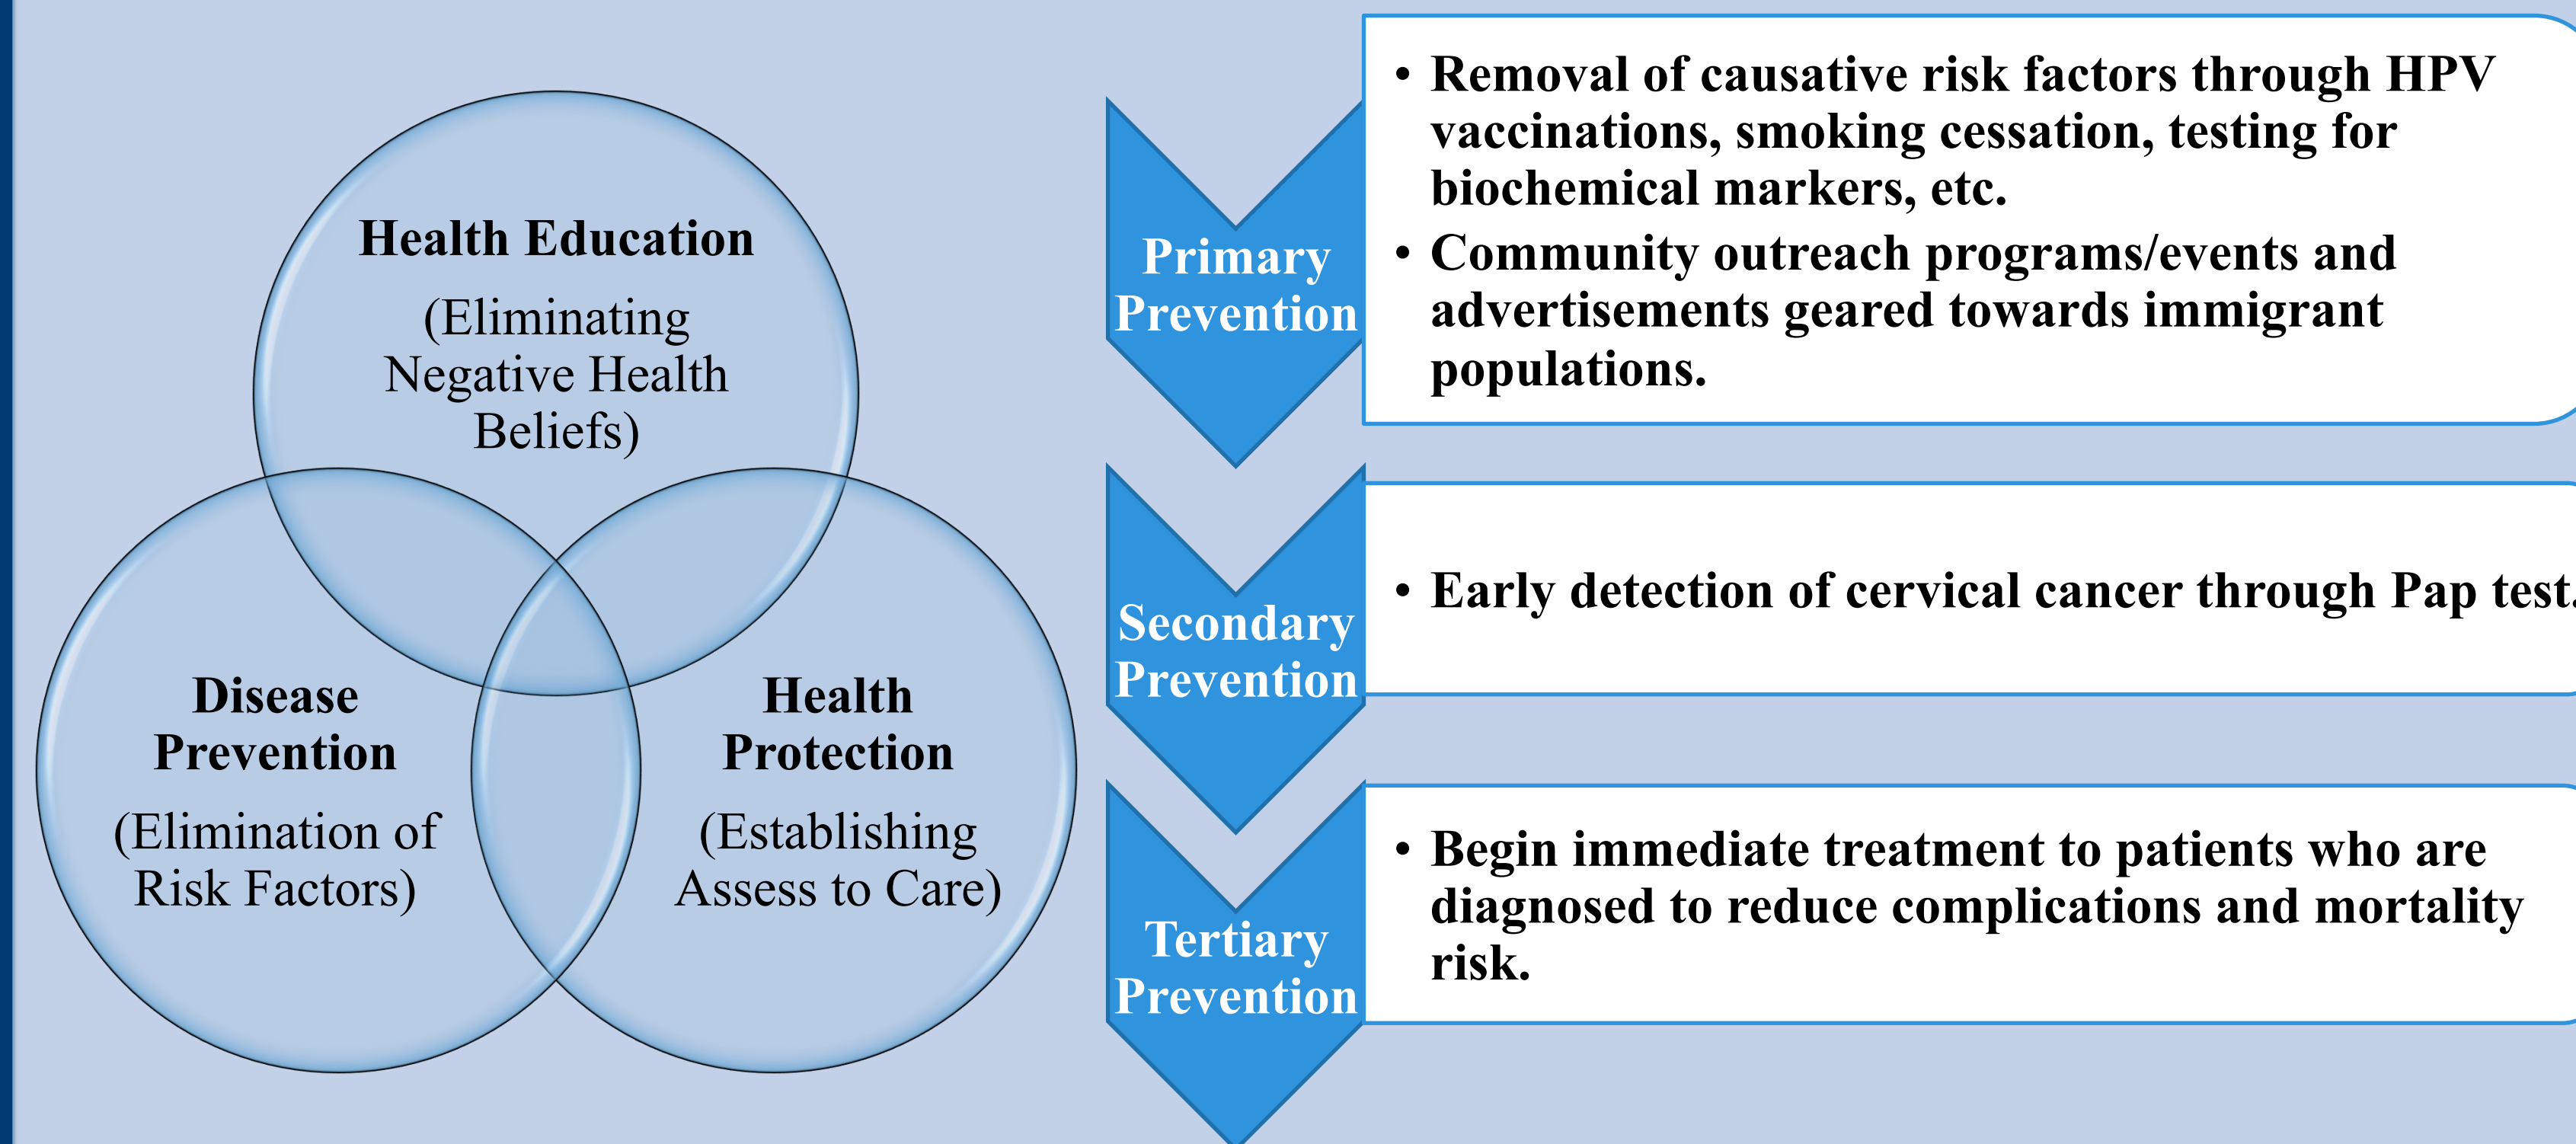 Health Education
(Eliminating
Negative Health
Beliefs)
Disease
Prevention
(Elimination of
Risk Factors)
Health
Protection
(Establishing
Assess to Care)
Primary
Prevention
• Removal of causative risk factors through HPV
vaccinations, smoking cessation, testing for
biochemical markers, etc.
• Community outreach programs/events and
advertisements geared towards immigrant
populations.
Secondary
Prevention
• Early detection of cervical cancer through Pap test.
Tertiary
Prevention
• Begin immediate treatment to patients who are
diagnosed to reduce complications and mortality
risk.